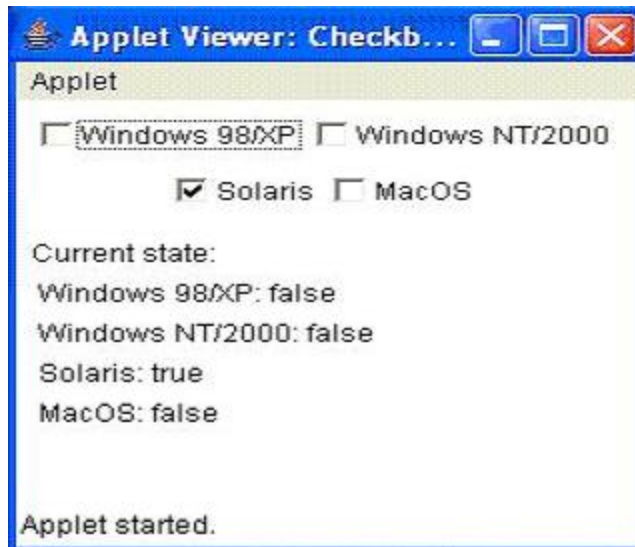 Applet Viewer: Checkb...
Applet
Windows 98/XP Windows NT/2000
Solaris MacOS
Current state:
Windows 98/XP: false
Windows NT/2000: false
Solaris: true
MacOS: false
Applet started.